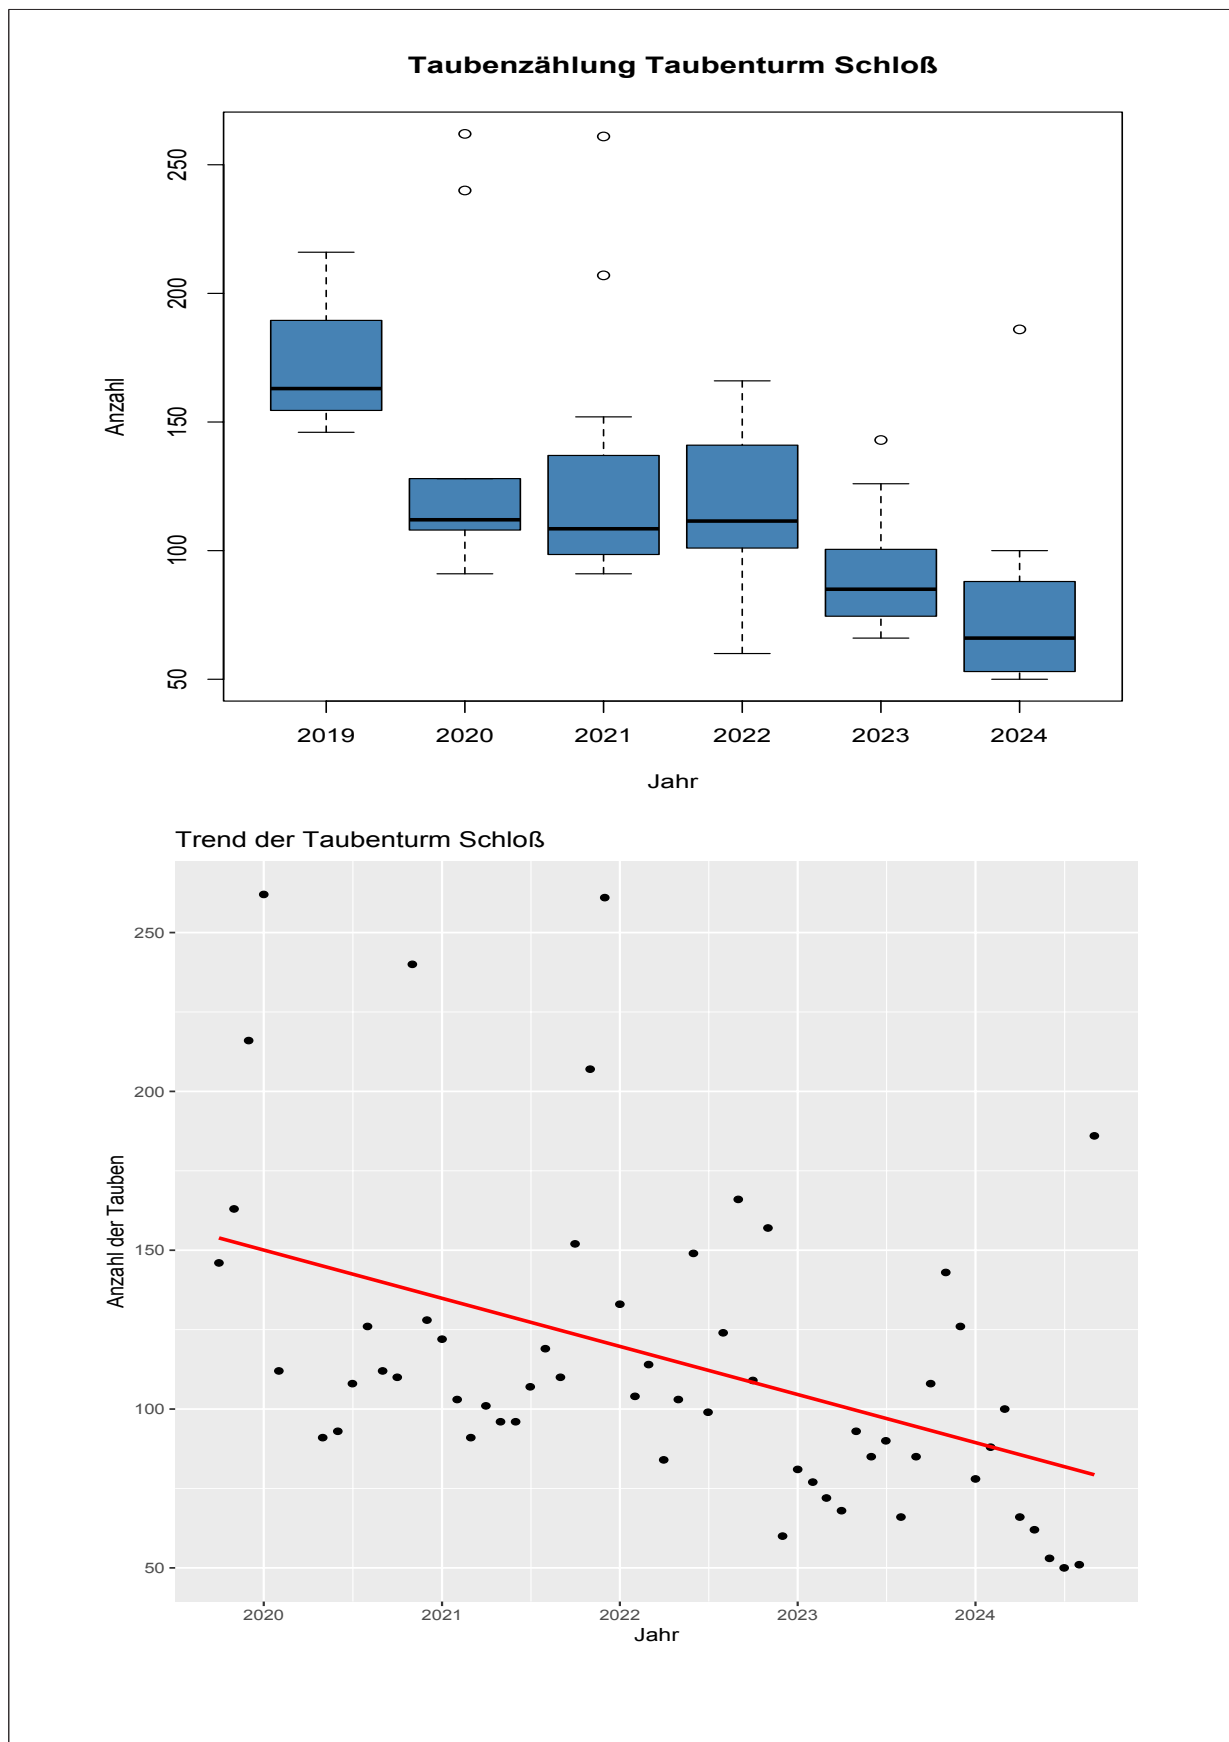 Taubenzählung Taubenturm Schloß
250
200
150
100
50
Anzahl
2019 2020 2021 2022 2023 2024
Jahr
Trend der Taubenturm Schloß
250
200
150
100
50
Anzahl der Tauben
2020 2021 2022 2023 2024
Jahr